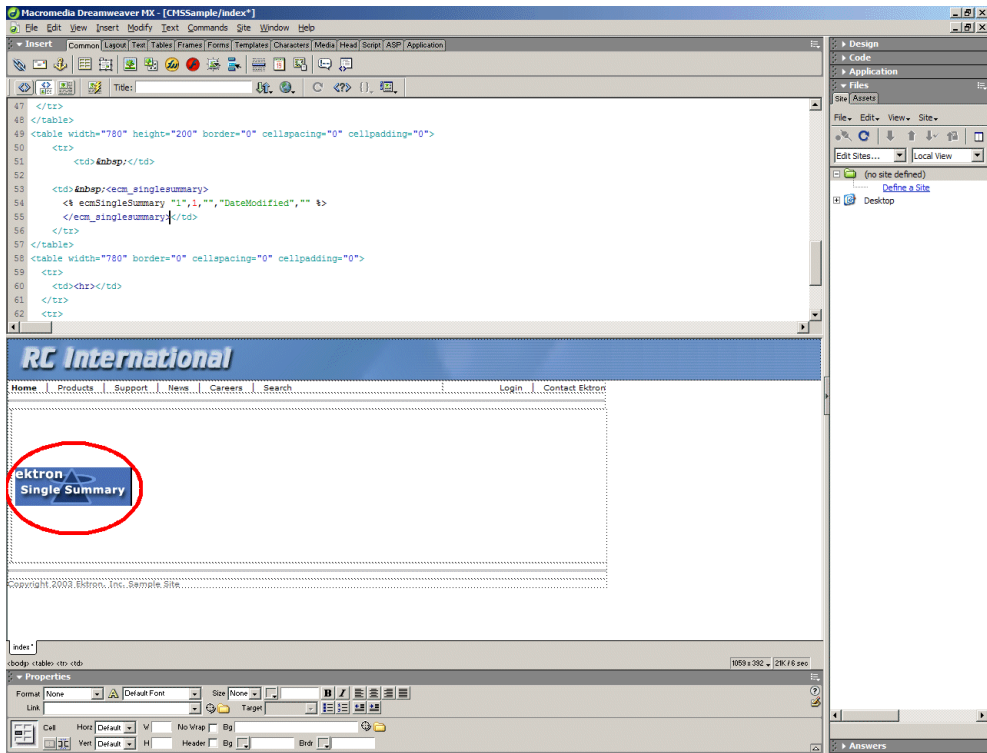 Macromedia Dreamweaver MX - [CMSSample/index*]
File Edit View Insert Modify Text Commands Site Window Help
Insert Common Layout Text Tables Frames Forms Templates Characters Media Head Script ASP Application
Title:
47 </tr>
48 </table>
49 <table width="780" height="200" border="0" cellspacing="0" cellpadding="0">
50 <tr>
51 <td>&nbsp;</td>
52
53 <td>&nbsp;<ecm_singlesummary>
54 <% ecmSingleSummary "1",1,"","DateModified","" %>
55 </ecm_singlesummary></td>
56 </tr>
57 </table>
58 <table width="780" border="0" cellspacing="0" cellpadding="0">
59 <tr>
60 <td><hr></td>
61 </tr>
62 <tr>
RC International
Home | Products | Support | News | Careers | Search Login | Contact Ektron
ektron
Single Summary
Copyright 2003 Ektron, Inc. Sample Site
index*
<body> <table> <tr> <td>
1059 x 392 21K / 6 sec
Properties
Format None Default Font Size None B I
Link Target
Cell Horz Default W No Wrap Bg
Vert Default H Header Bg Brdr
Design
Code
Application
Files
Site Assets
File Edit View Site
Edit Sites... Local View
(no site defined)
Define a Site
Desktop
Answers